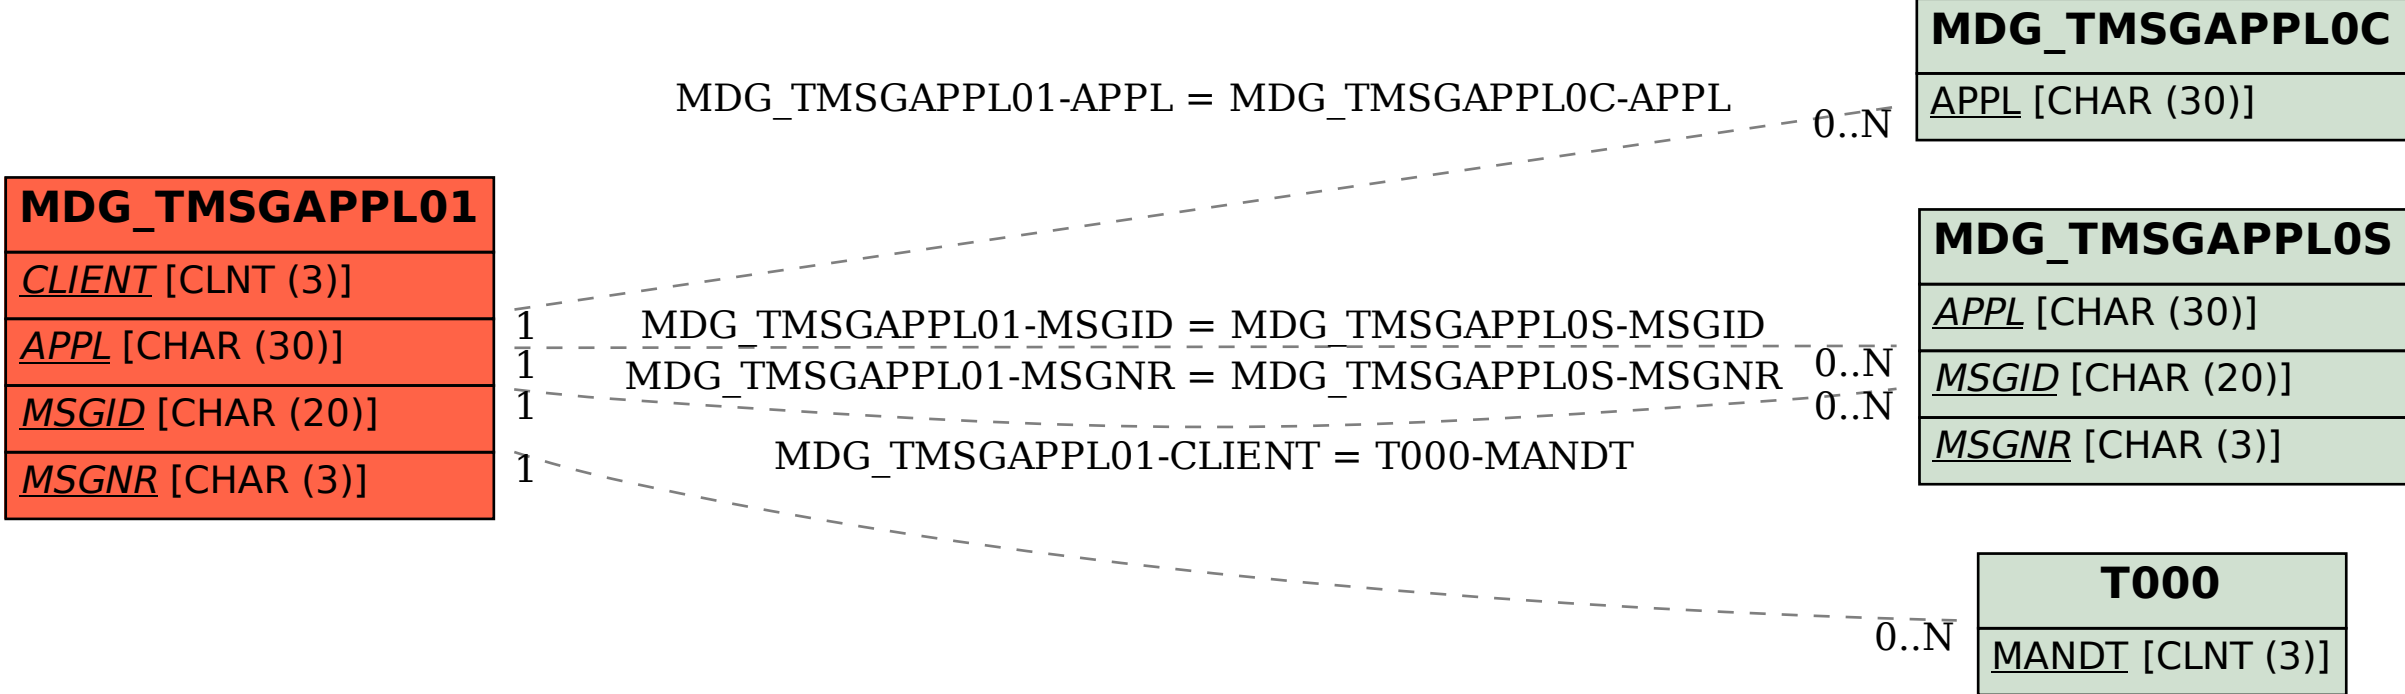 MDG_TMSGAPPL01
CLIENT [CLNT (3)]
APPL [CHAR (30)]
MSGID [CHAR (20)]
MSGNR [CHAR (3)]
MDG_TMSGAPPL01-APPL = MDG_TMSGAPPL0C-APPL
1
0..N
MDG_TMSGAPPL01-MSGID = MDG_TMSGAPPL0S-MSGID
1
0..N
MDG_TMSGAPPL01-MSGNR = MDG_TMSGAPPL0S-MSGNR
1
0..N
MDG_TMSGAPPL01-CLIENT = T000-MANDT
1
0..N
MDG_TMSGAPPL0C
APPL [CHAR (30)]
MDG_TMSGAPPL0S
APPL [CHAR (30)]
MSGID [CHAR (20)]
MSGNR [CHAR (3)]
T000
MANDT [CLNT (3)]